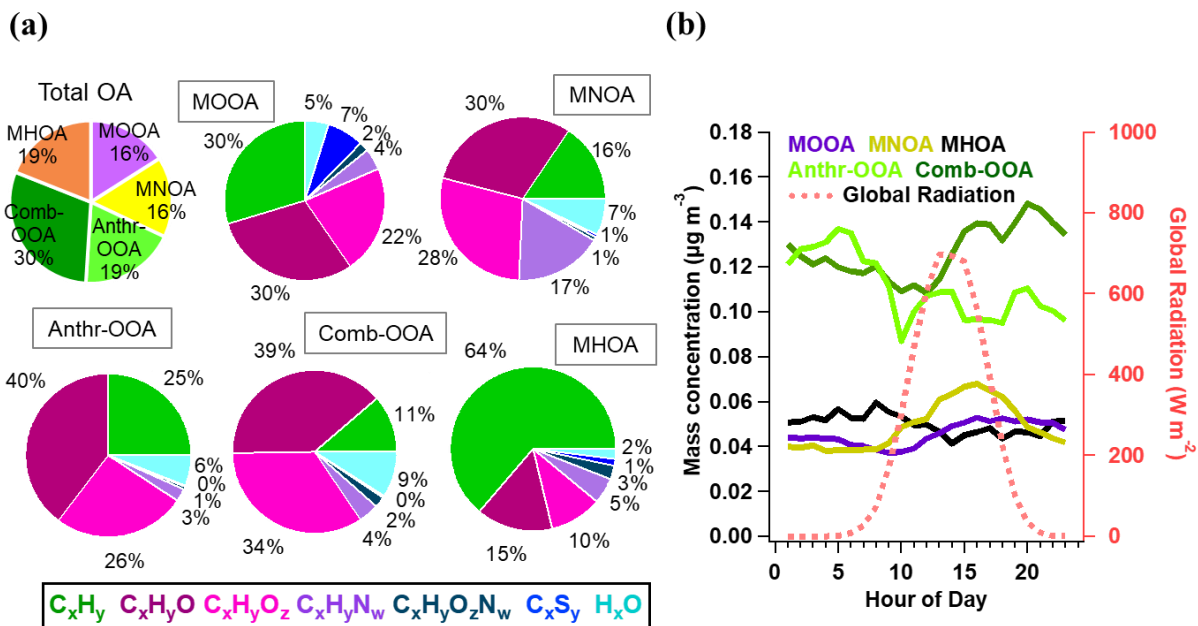 (a)
Total OA
MHOA
19%
MOOA
16%
MNOA
16%
Comb-
OOA
30%
Anthr-
OOA
19%
MOOA
5%
7%
2%
4%
22%
30%
30%
MNOA
30%
16%
7%
1%
1%
17%
28%
Anthr-OOA
40%
25%
6%
0%
1%
3%
26%
Comb-OOA
39%
11%
9%
0%
2%
4%
34%
MHOA
64%
2%
1%
3%
5%
10%
15%
CxHy CxHyO CxHyOz CxHyNw CxHyOzNw CxSy HxO
(b)
MOOA MNOA MHOA
Anthr-OOA Comb-OOA
Global Radiation
Mass concentration (µg m⁻³)
0.18
0.16
0.14
0.12
0.10
0.08
0.06
0.04
0.02
0.00
0 5 10 15 20
Hour of Day
1000
800
600
400
200
0
Global Radiation (W m⁻²)